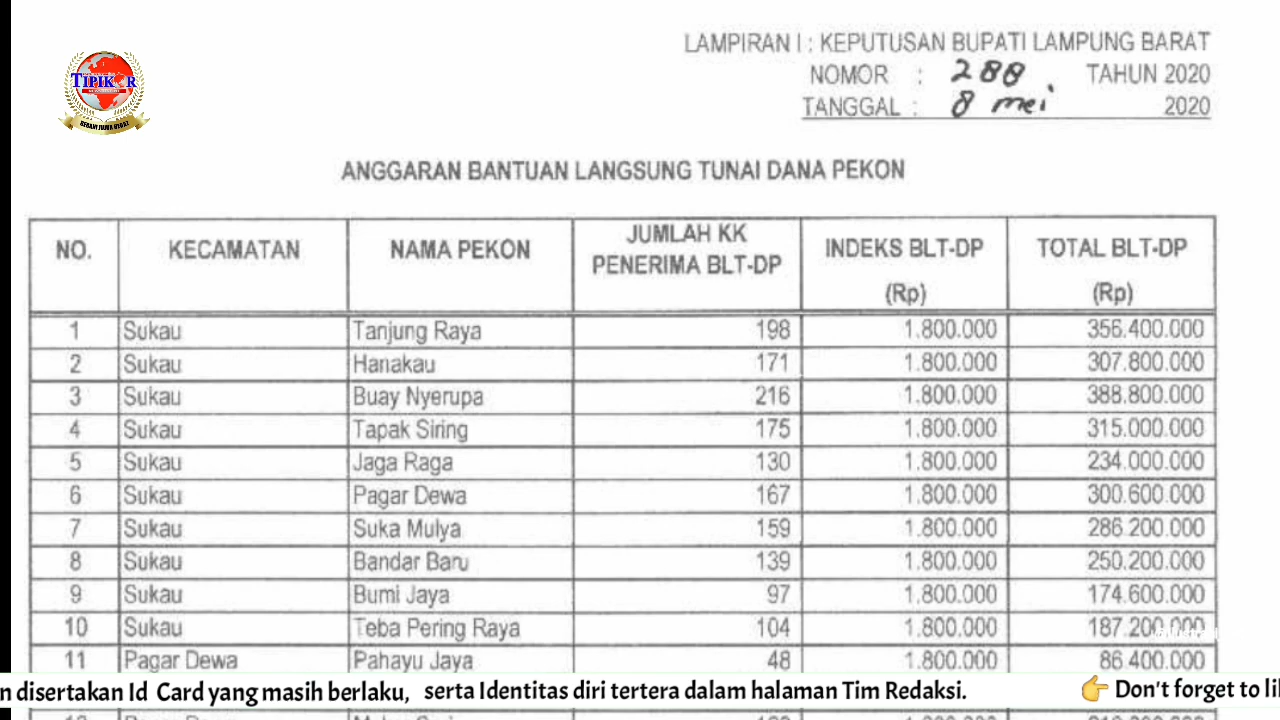 LAMPIRAN I : KEPUTUSAN BUPATI LAMPUNG BARAT
NOMOR : 288 TAHUN 2020
TANGGAL : 8 mei 2020
TIPIKOR
BERANI JIWA HEBAT
ANGGARAN BANTUAN LANGSUNG TUNAI DANA PEKON
NO. KECAMATAN NAMA PEKON JUMLAH KK PENERIMA BLT-DP INDEKS BLT-DP (Rp) TOTAL BLT-DP (Rp)
1 Sukau Tanjung Raya 198 1.800.000 356.400.000
2 Sukau Hanakau 171 1.800.000 307.800.000
3 Sukau Buay Nyerupa 216 1.800.000 388.800.000
4 Sukau Tapak Siring 175 1.800.000 315.000.000
5 Sukau Jaga Raga 130 1.800.000 234.000.000
6 Sukau Pagar Dewa 167 1.800.000 300.600.000
7 Sukau Suka Mulya 159 1.800.000 286.200.000
8 Sukau Bandar Baru 139 1.800.000 250.200.000
9 Sukau Bumi Jaya 97 1.800.000 174.600.000
10 Sukau Teba Pering Raya 104 1.800.000 187.200.000
11 Pagar Dewa Pahayu Jaya 48 1.800.000 86.400.000
n disertakan Id Card yang masih berlaku, serta Identitas diri tertera dalam halaman Tim Redaksi. 👉 Don't forget to li